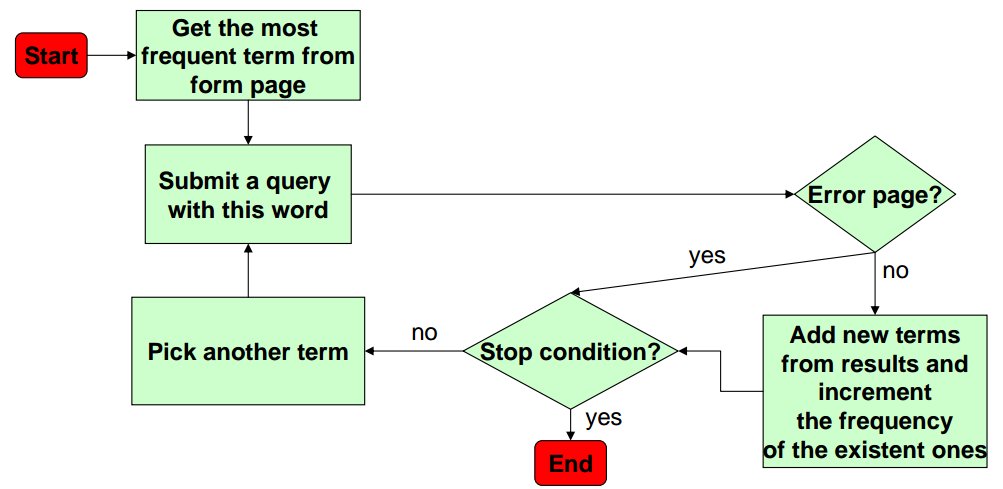 Start
Get the most
frequent term from
form page
Submit a query
with this word
Error page?
yes
no
Pick another term
no
Stop condition?
Add new terms
from results and
increment
the frequency
of the existent ones
yes
End